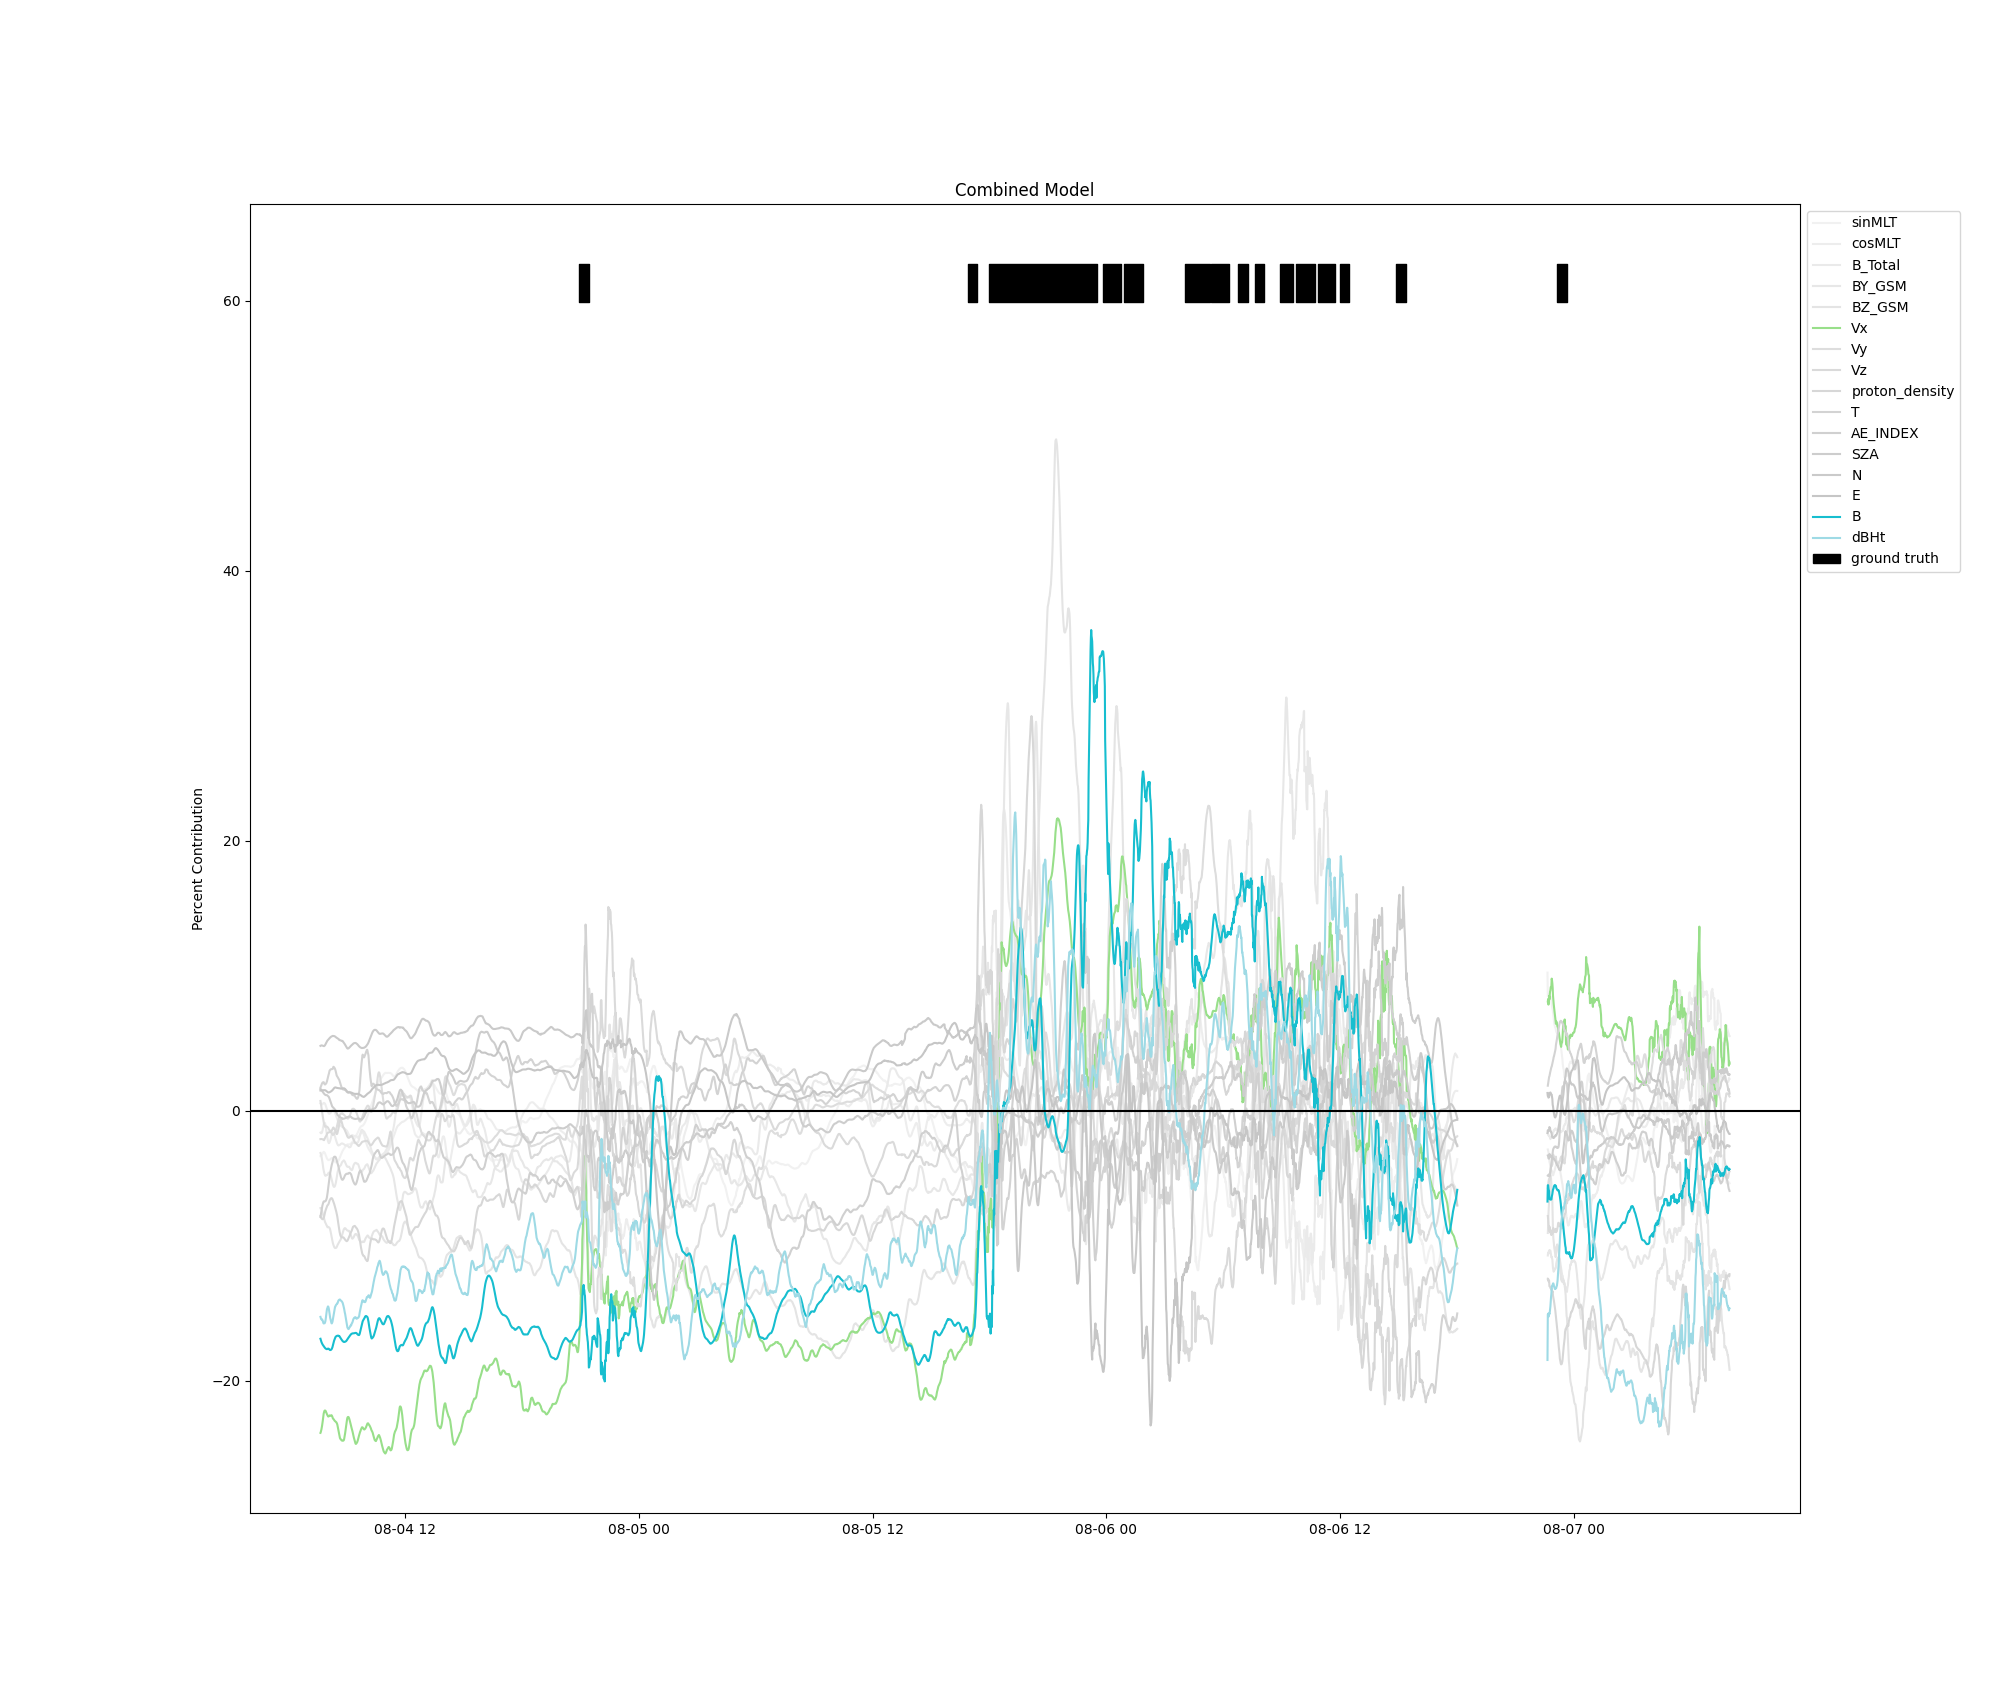 Combined Model
Percent Contribution
60
40
20
0
−20
08-04 12
08-05 00
08-05 12
08-06 00
08-06 12
08-07 00
sinMLT
cosMLT
B_Total
BY_GSM
BZ_GSM
Vx
Vy
Vz
proton_density
T
AE_INDEX
SZA
N
E
B
dBHt
ground truth